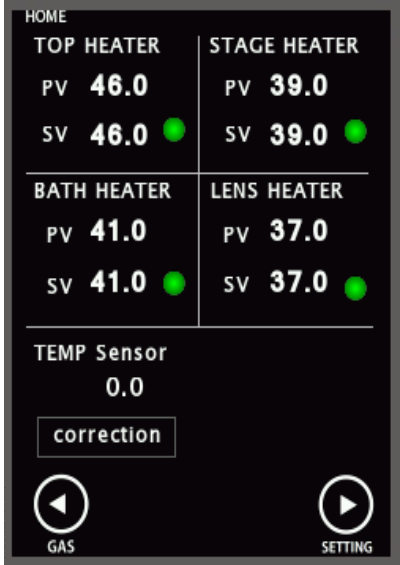 HOME
TOP HEATER
PV 46.0
SV 46.0
STAGE HEATER
PV 39.0
SV 39.0
BATH HEATER
PV 41.0
SV 41.0
LENS HEATER
PV 37.0
SV 37.0
TEMP Sensor
0.0
correction
GAS
SETTING